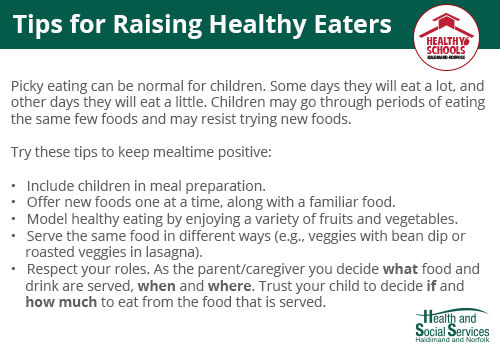 Tips for Raising Healthy Eaters
HEALTHY
SCHOOLS
HALDIMAND-NORFOLK
Picky eating can be normal for children. Some days they will eat a lot, and
other days they will eat a little. Children may go through periods of eating
the same few foods and may resist trying new foods.
Try these tips to keep mealtime positive:
• Include children in meal preparation.
• Offer new foods one at a time, along with a familiar food.
• Model healthy eating by enjoying a variety of fruits and vegetables.
• Serve the same food in different ways (e.g., veggies with bean dip or
roasted veggies in lasagna).
• Respect your roles. As the parent/caregiver you decide what food and
drink are served, when and where. Trust your child to decide if and
how much to eat from the food that is served.
Health and
Social Services
Haldimand and Norfolk